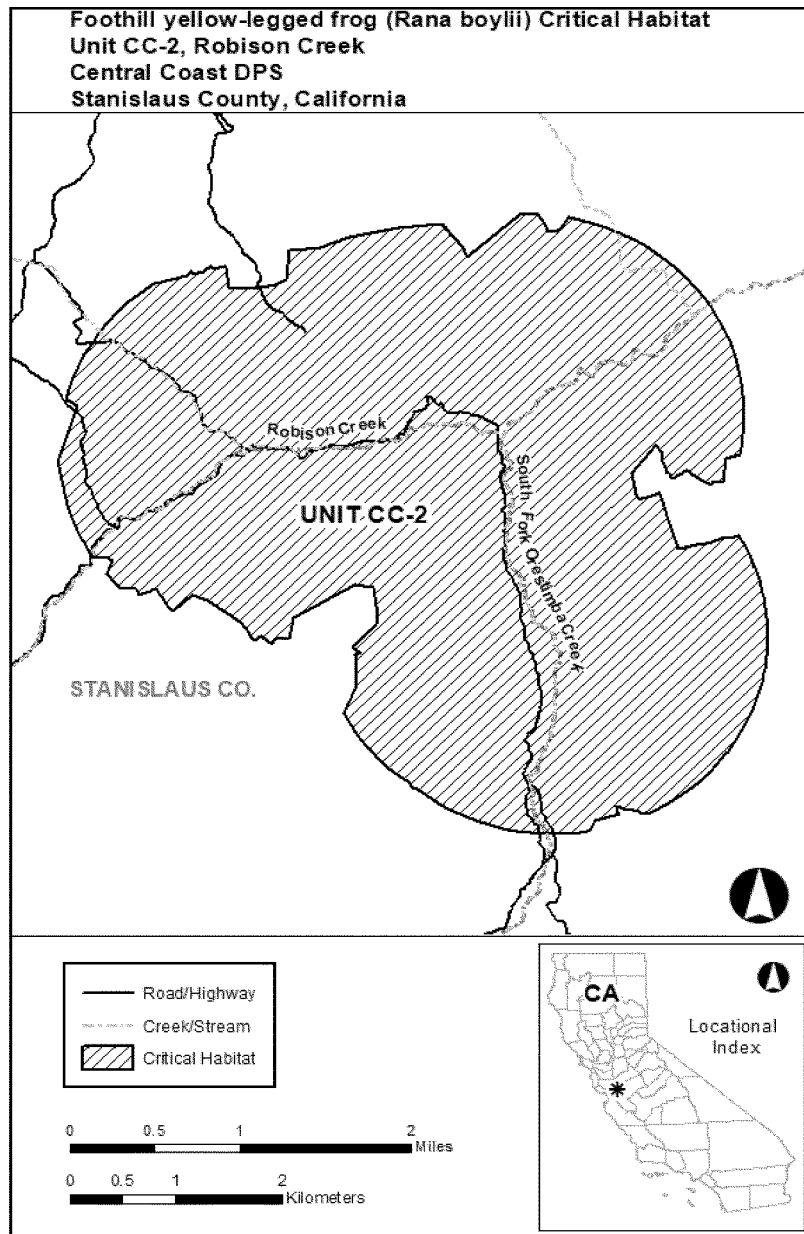 Foothill yellow-legged frog (Rana boylii) Critical Habitat
Unit CC-2, Robison Creek
Central Coast DPS
Stanislaus County, California
Robison Creek
South Fork Orestimba Creek
UNIT CC-2
STANISLAUS CO.
Road/Highway
Creek/Stream
Critical Habitat
0 0.5 1 2
Miles
0 0.5 1 2
Kilometers
CA
Locational
Index